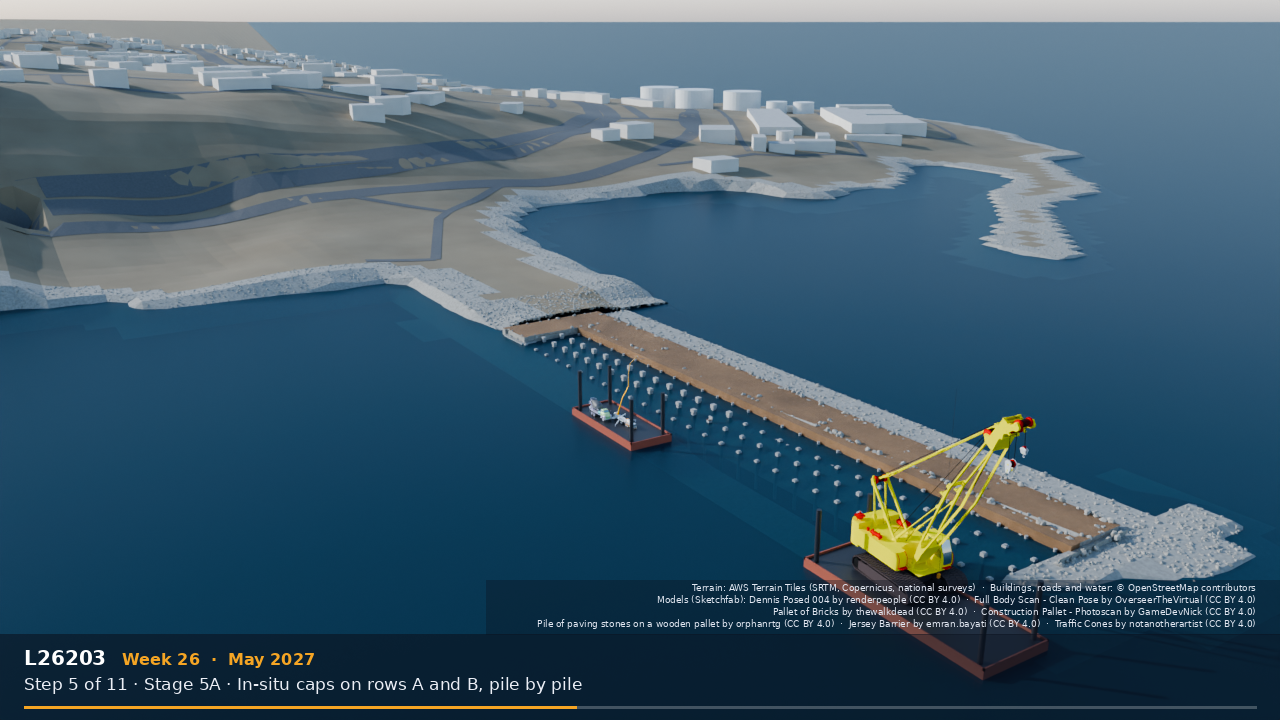 Terrain: AWS Terrain Tiles (SRTM, Copernicus, national surveys) · Buildings, roads and water: © OpenStreetMap contributors
Models (Sketchfab): Dennis Posed 004 by renderpeople (CC BY 4.0) · Full Body Scan - Clean Pose by OverseerTheVirtual (CC BY 4.0)
Pallet of Bricks by thewalkdead (CC BY 4.0) · Construction Pallet - Photoscan by GameDevNick (CC BY 4.0)
Pile of paving stones on a wooden pallet by orphanrtg (CC BY 4.0) · Jersey Barrier by emran.bayati (CC BY 4.0) · Traffic Cones by notanotherartist (CC BY 4.0)
L26203 Week 26 · May 2027
Step 5 of 11 · Stage 5A · In-situ caps on rows A and B, pile by pile